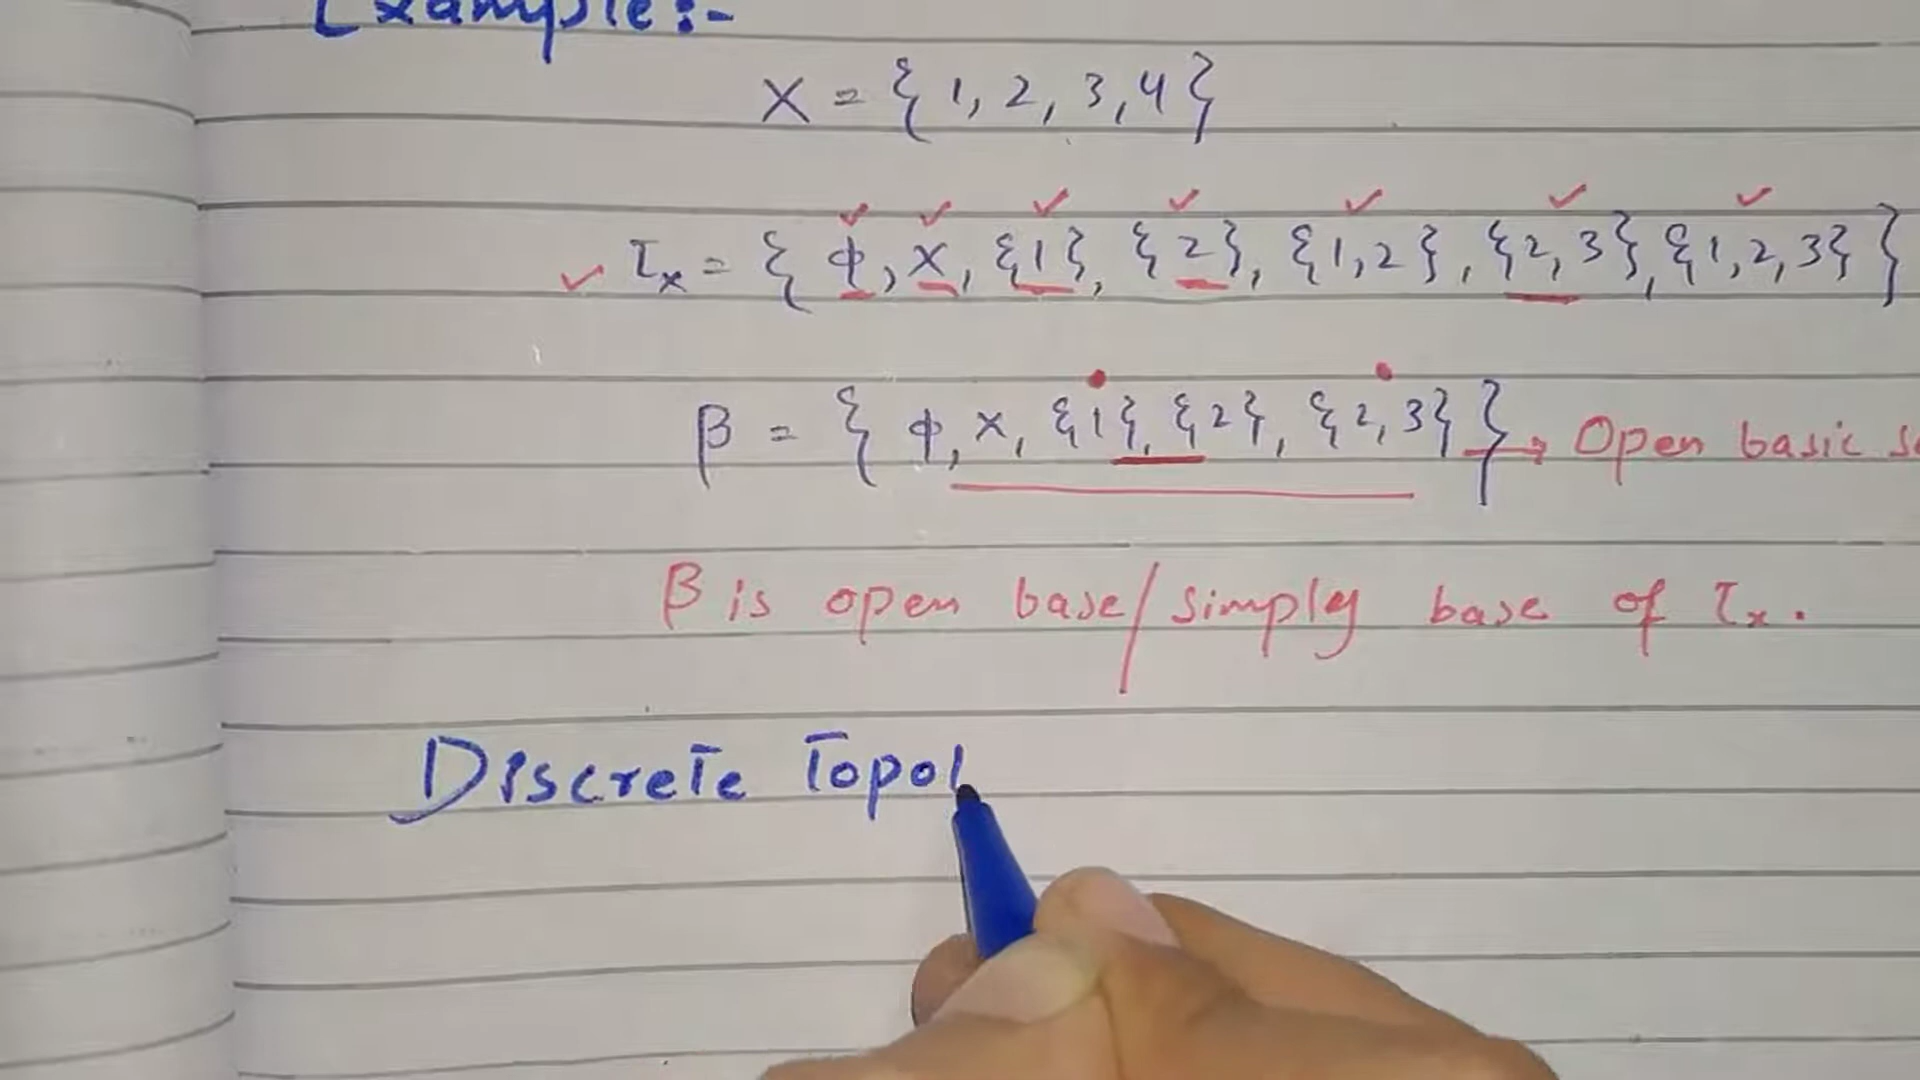 Example:-
X = { 1, 2, 3, 4 }
τx = { ϕ, X, {1}, {2}, {1,2}, {2,3}, {1,2,3} }
β = { ϕ, X, {1}, {2}, {2,3} } → Open basic
β is open base/simply base of τx.
Discrete Topol